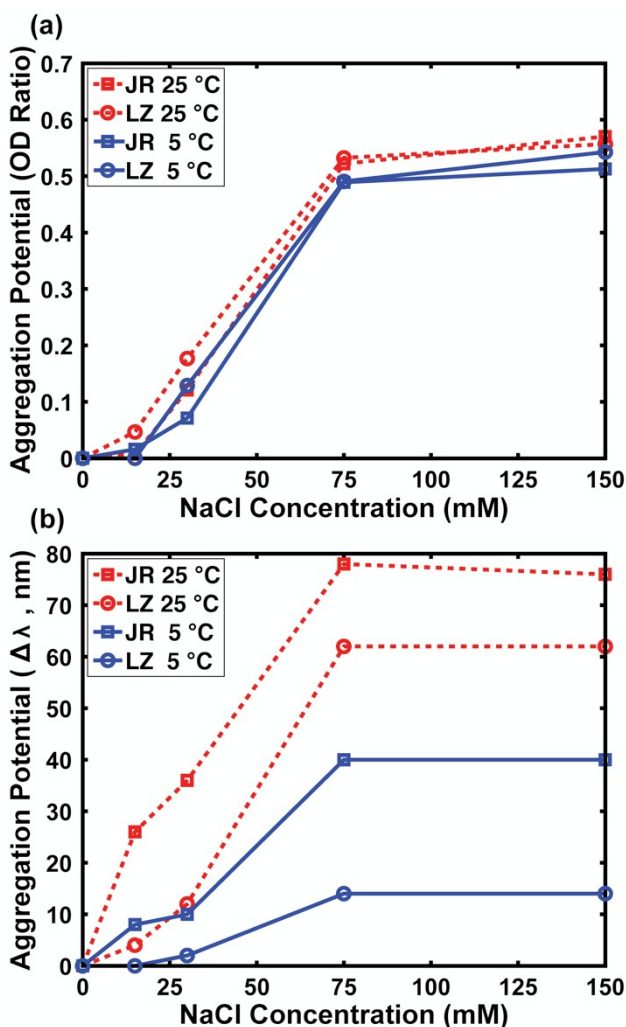 (a)
Aggregation Potential (OD Ratio)
0.7
0.6
0.5
0.4
0.3
0.2
0.1
0
JR 25 °C
LZ 25 °C
JR 5 °C
LZ 5 °C
0 25 50 75 100 125 150
NaCl Concentration (mM)
(b)
Aggregation Potential (Δλ , nm)
80
70
60
50
40
30
20
10
0
JR 25 °C
LZ 25 °C
JR 5 °C
LZ 5 °C
0 25 50 75 100 125 150
NaCl Concentration (mM)